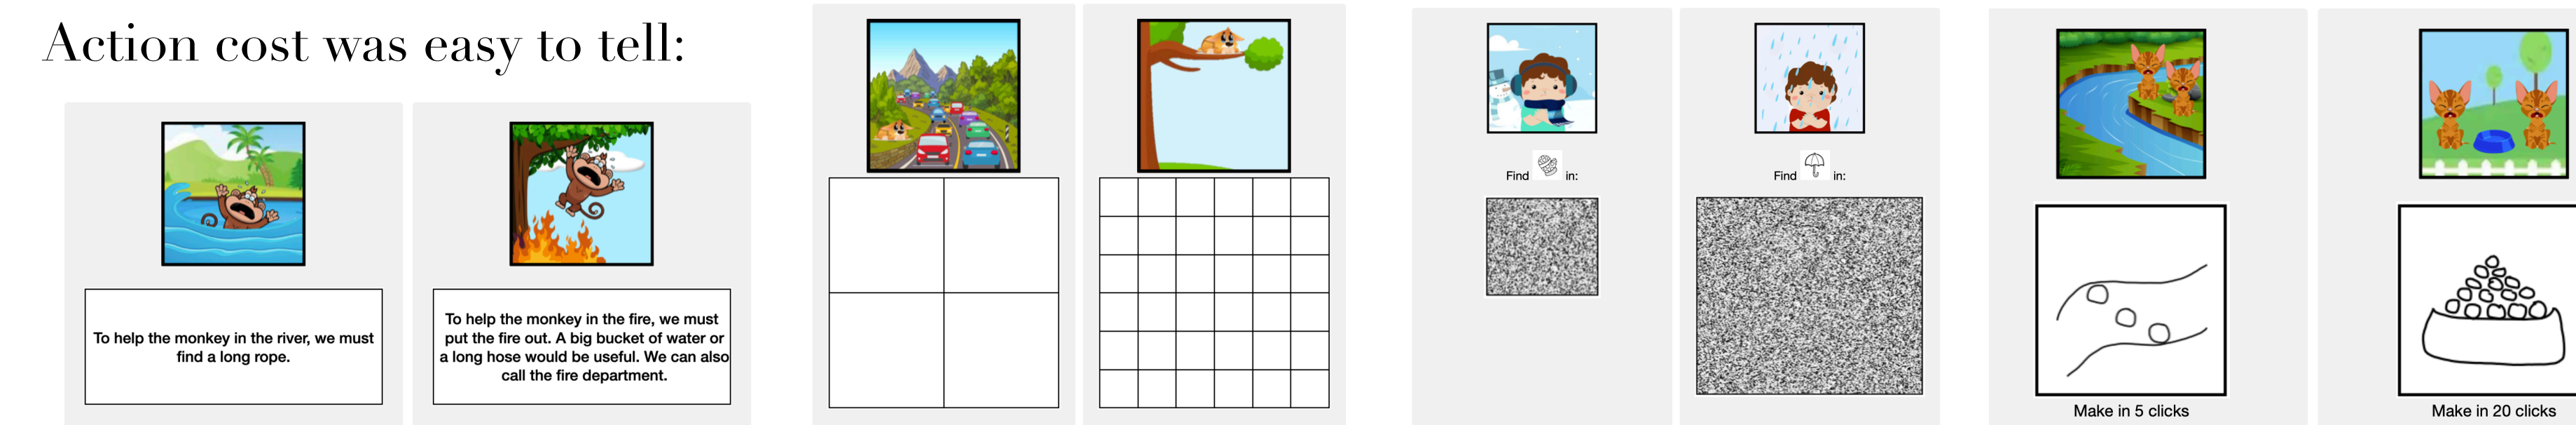 Action cost was easy to tell:
To help the monkey in the river, we must
find a long rope.
To help the monkey in the fire, we must
put the fire out. A big bucket of water or
a long hose would be useful. We can also
call the fire department.
Find in:
Find in:
Make in 5 clicks
Make in 20 clicks